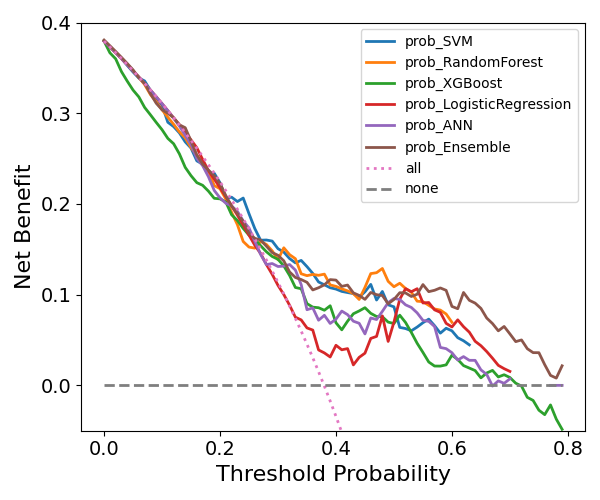 0.4
0.3
0.2
0.1
0.0
Net Benefit
prob_SVM
prob_RandomForest
prob_XGBoost
prob_LogisticRegression
prob_ANN
prob_Ensemble
all
none
0.0 0.2 0.4 0.6 0.8
Threshold Probability